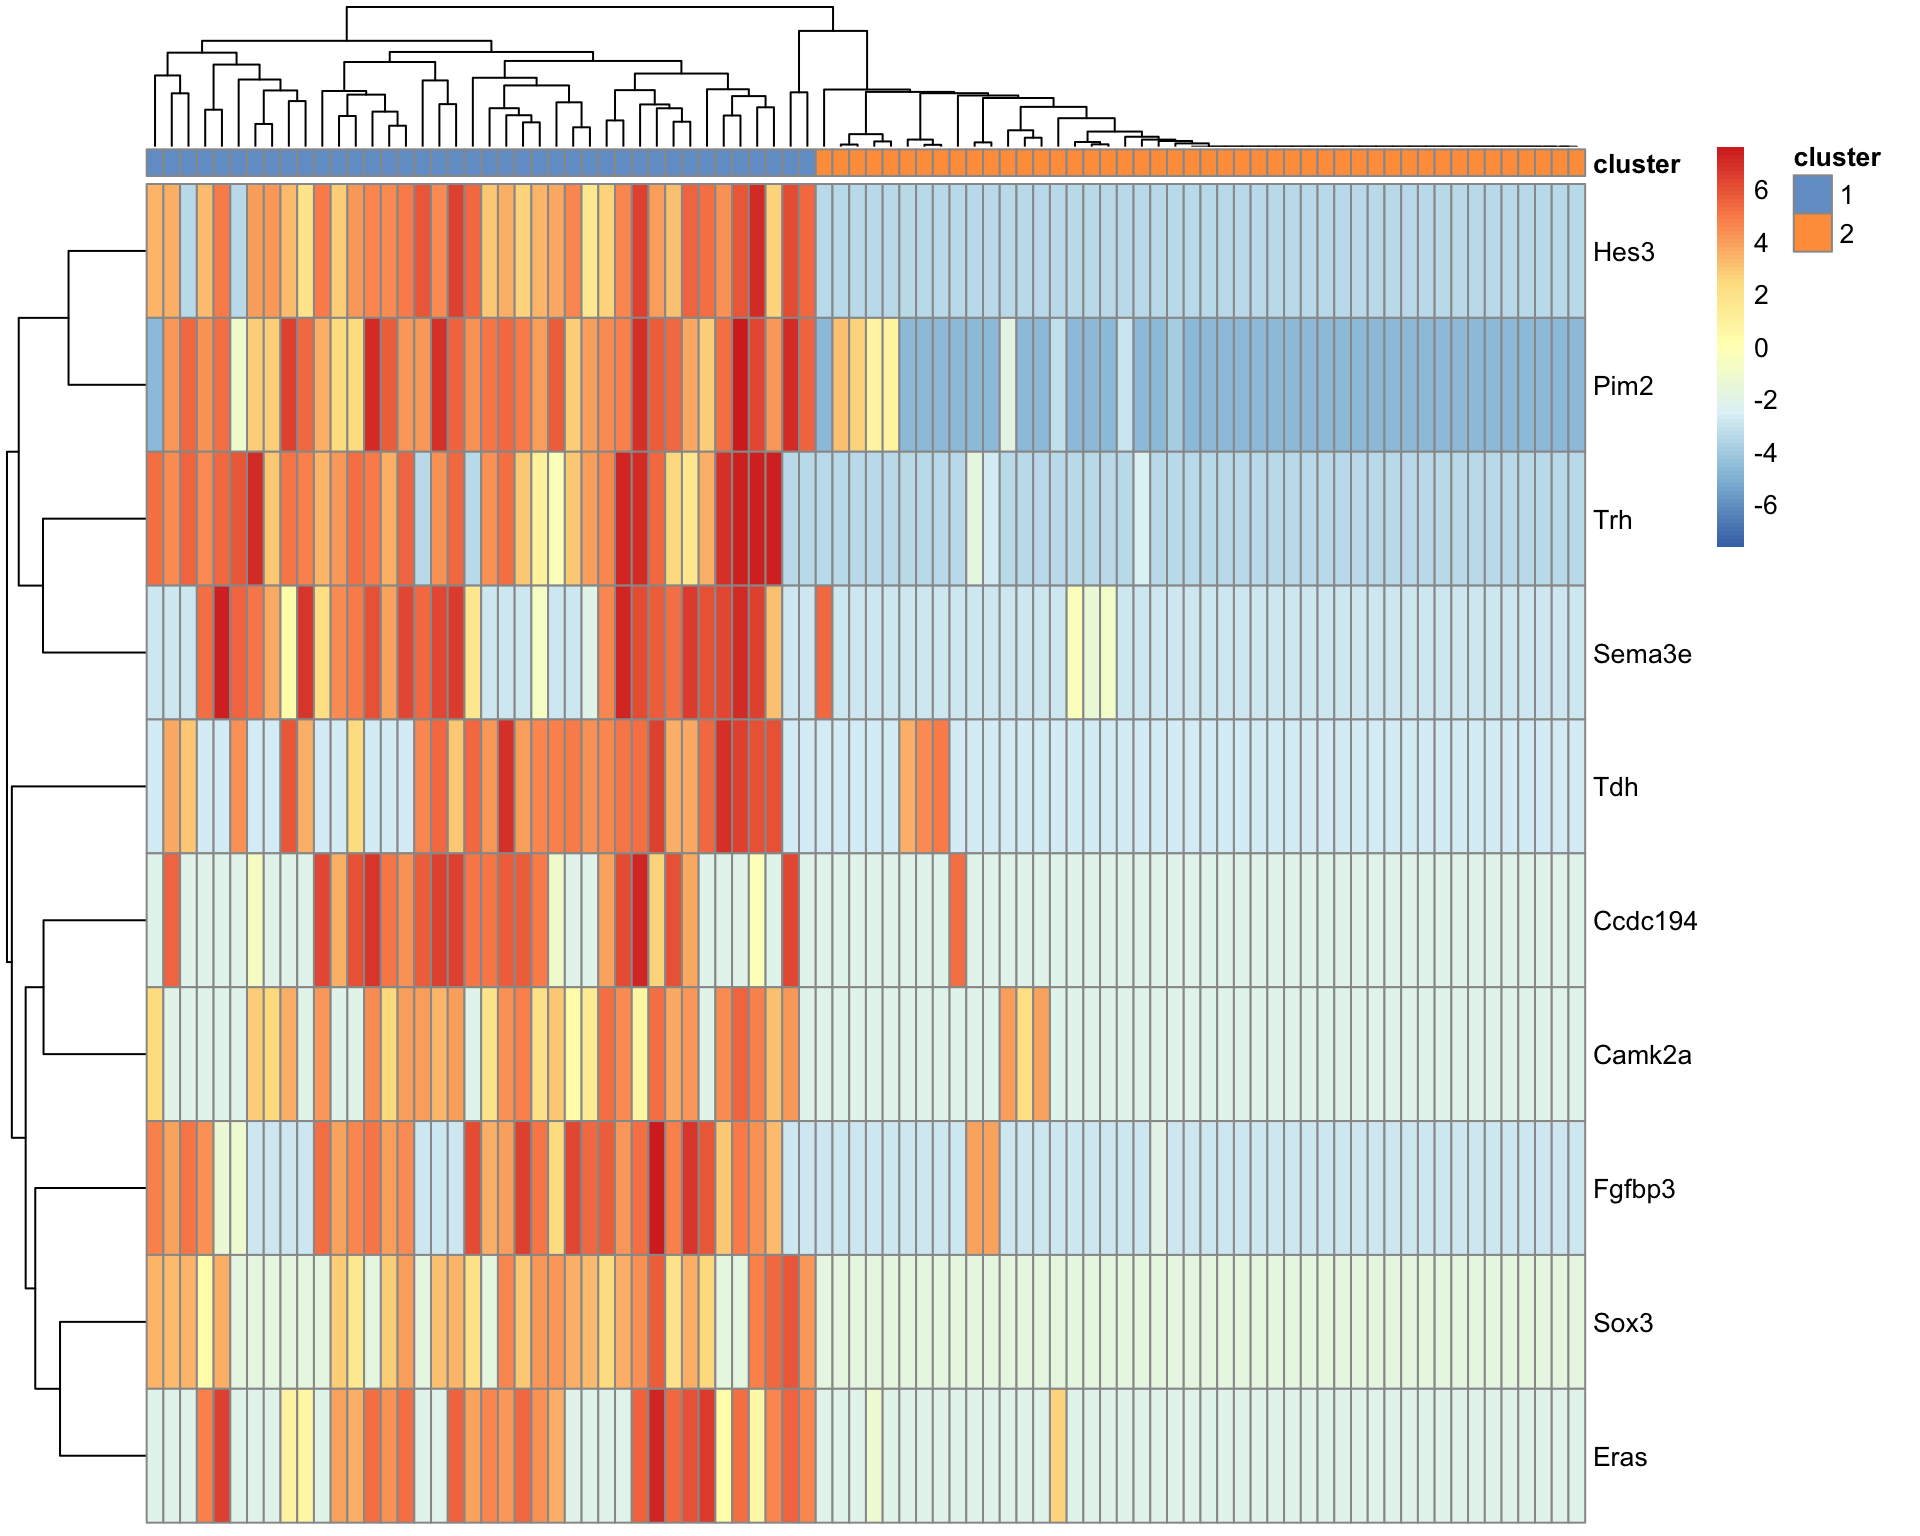 cluster
Hes3
Pim2
Trh
Sema3e
Tdh
Ccdc194
Camk2a
Fgfbp3
Sox3
Eras
6
4
2
0
-2
-4
-6
cluster
1
2